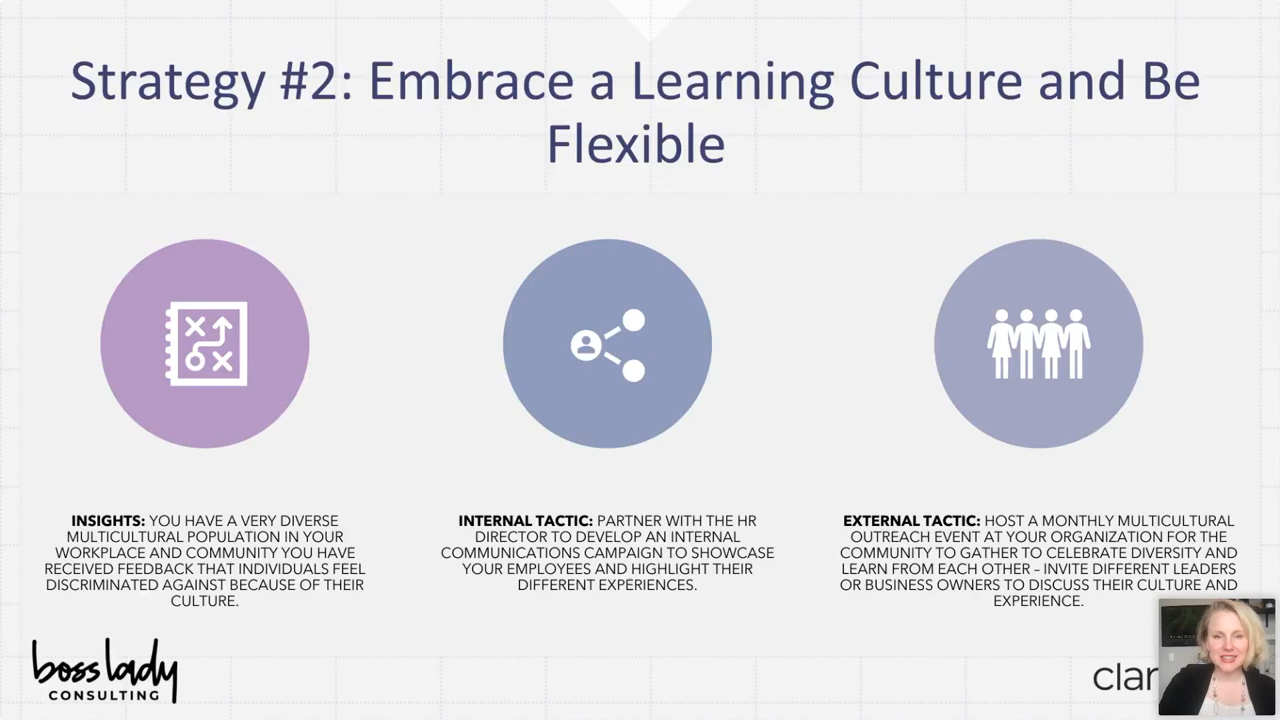 Strategy #2: Embrace a Learning Culture and Be
Flexible
INSIGHTS: YOU HAVE A VERY DIVERSE
MULTICULTURAL POPULATION IN YOUR
WORKPLACE AND COMMUNITY YOU HAVE
RECEIVED FEEDBACK THAT INDIVIDUALS FEEL
DISCRIMINATED AGAINST BECAUSE OF THEIR
CULTURE.
INTERNAL TACTIC: PARTNER WITH THE HR
DIRECTOR TO DEVELOP AN INTERNAL
COMMUNICATIONS CAMPAIGN TO SHOWCASE
YOUR EMPLOYEES AND HIGHLIGHT THEIR
DIFFERENT EXPERIENCES.
EXTERNAL TACTIC: HOST A MONTHLY MULTICULTURAL
OUTREACH EVENT AT YOUR ORGANIZATION FOR THE
COMMUNITY TO GATHER TO CELEBRATE DIVERSITY AND
LEARN FROM EACH OTHER – INVITE DIFFERENT LEADERS
OR BUSINESS OWNERS TO DISCUSS THEIR CULTURE AND
EXPERIENCE.
boss lady
CONSULTING